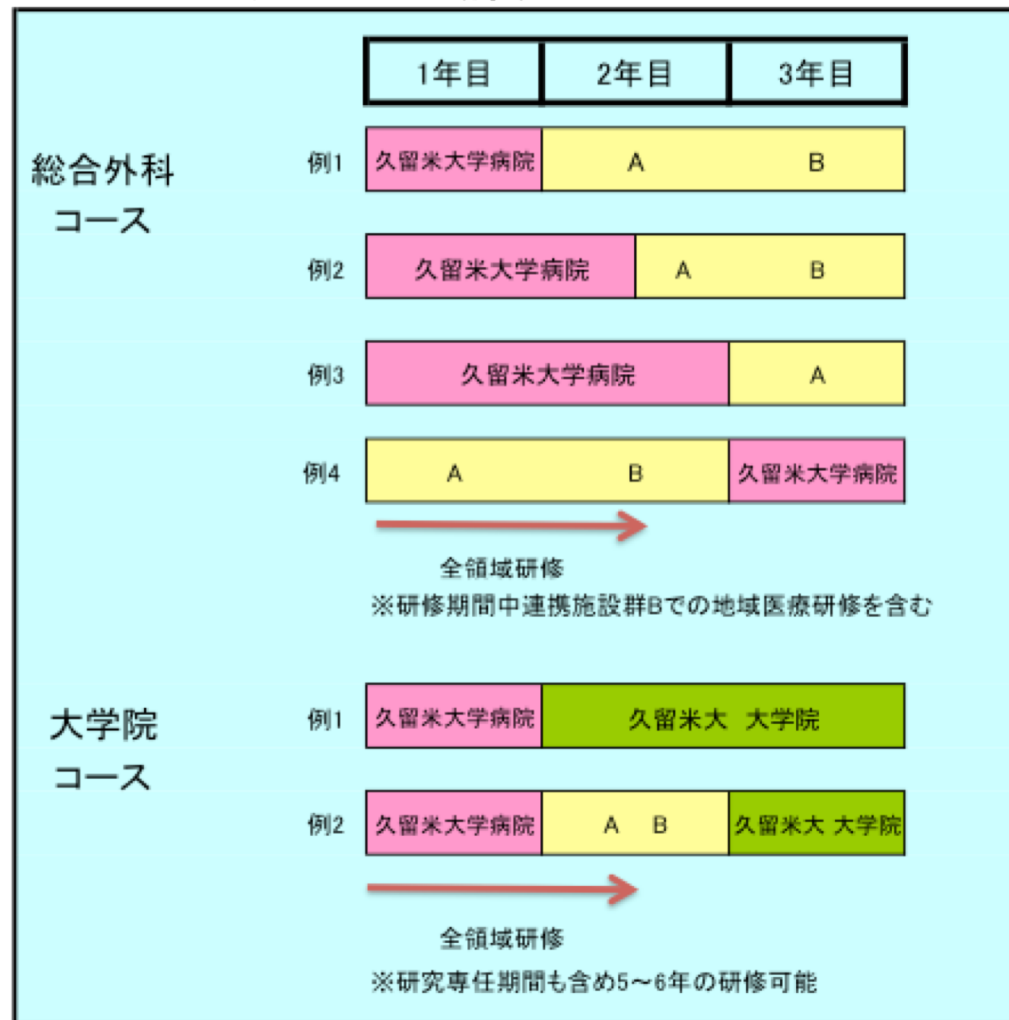 1年目 2年目 3年目
総合外科
コース
例1 久留米大学病院 A B
例2 久留米大学病院 A B
例3 久留米大学病院 A
例4 A B 久留米大学病院
全領域研修
※研修期間中連携施設群Bでの地域医療研修を含む
大学院
コース
例1 久留米大学病院 久留米大 大学院
例2 久留米大学病院 A B 久留米大 大学院
全領域研修
※研究専任期間も含め5～6年の研修可能